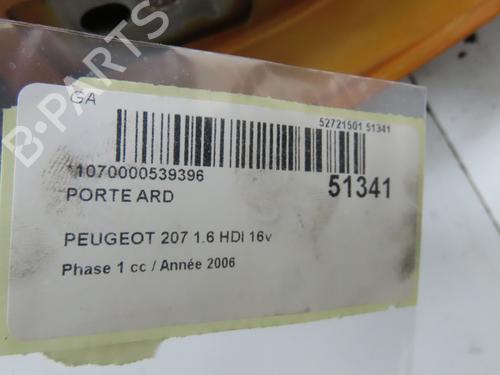 GA
52721501 51341
1070000539396
51341
PORTE ARD
PEUGEOT 207 1.6 HDI 16v
Phase 1 cc / Année 2006
B-PARTS